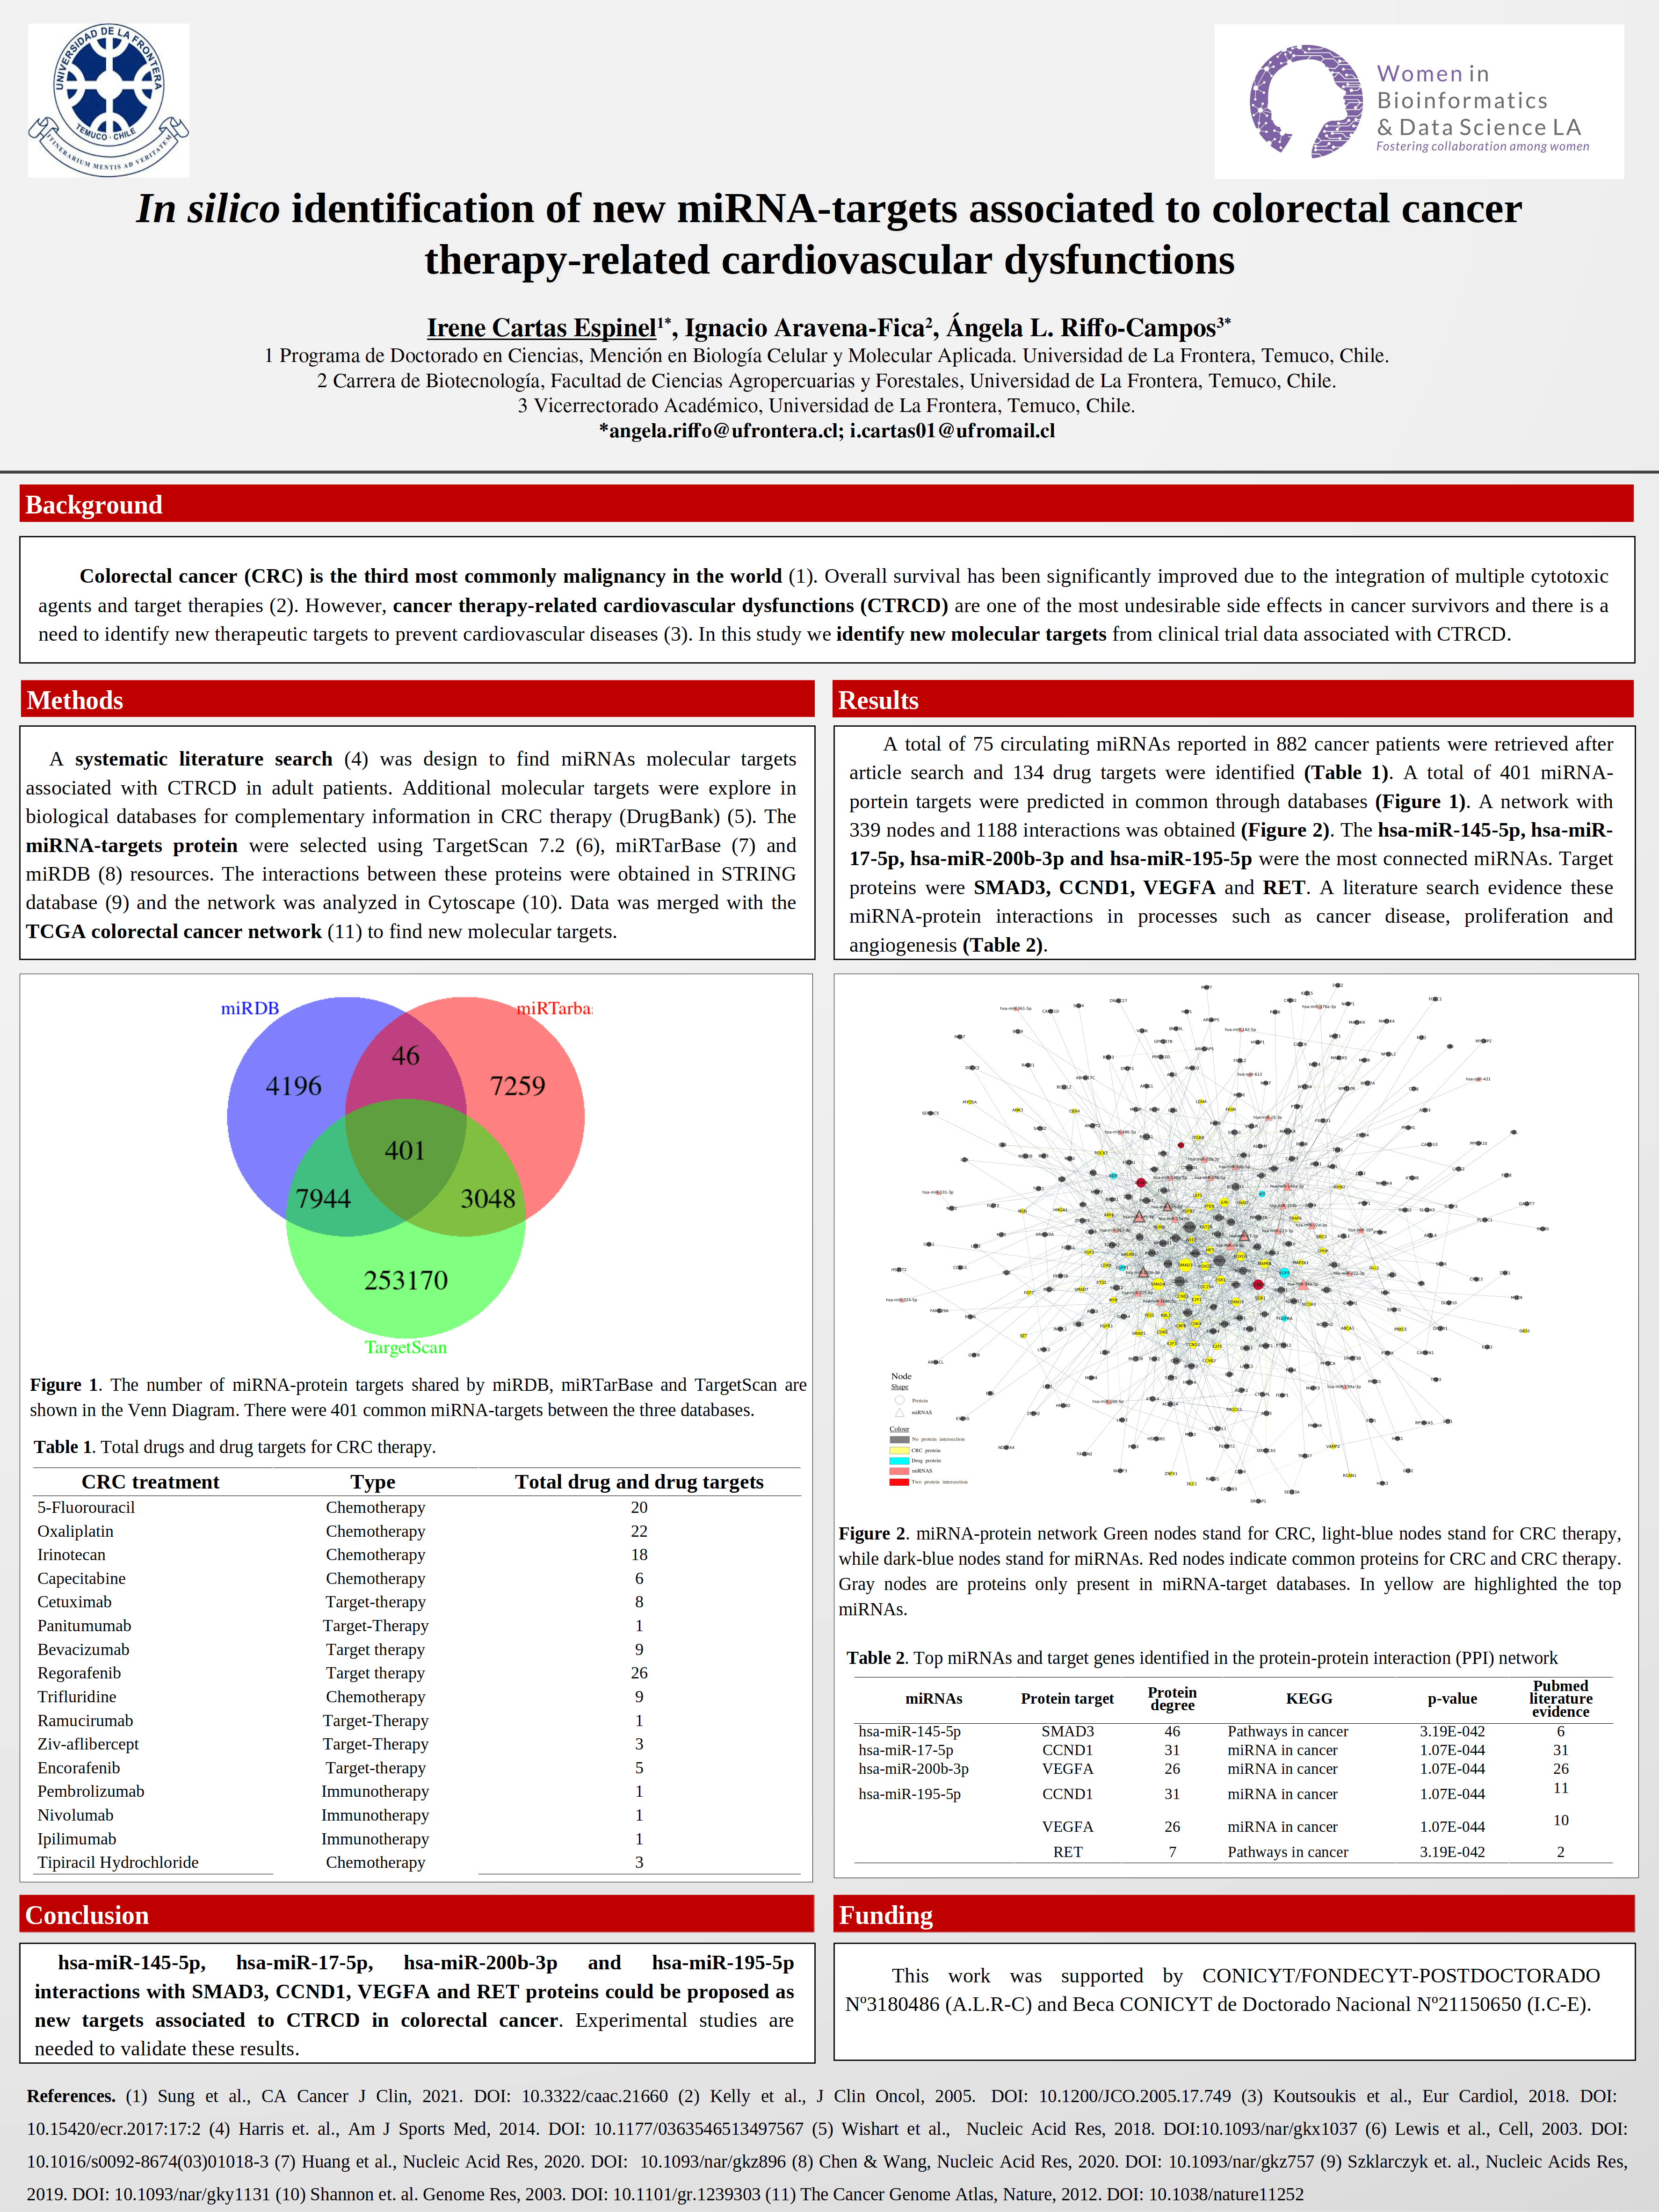 UNIVERSIDAD DE LA FRONTERA
TEMUCO - CHILE
ITINERARIUM MENTIS AD VERITATEM
Women in
Bioinformatics
& Data Science LA
Fostering collaboration among women
In silico identification of new miRNA-targets associated to colorectal cancer
therapy-related cardiovascular dysfunctions
Irene Cartas Espinel1*, Ignacio Aravena-Fica2, Ángela L. Riffo-Campos3*
1 Programa de Doctorado en Ciencias, Mención en Biología Celular y Molecular Aplicada. Universidad de La Frontera, Temuco, Chile.
2 Carrera de Biotecnología, Facultad de Ciencias Agropercuarias y Forestales, Universidad de La Frontera, Temuco, Chile.
3 Vicerrectorado Académico, Universidad de La Frontera, Temuco, Chile.
*angela.riffo@ufrontera.cl; i.cartas01@ufromail.cl
Background
Colorectal cancer (CRC) is the third most commonly malignancy in the world (1). Overall survival has been significantly improved due to the integration of multiple cytotoxic
agents and target therapies (2). However, cancer therapy-related cardiovascular dysfunctions (CTRCD) are one of the most undesirable side effects in cancer survivors and there is a
need to identify new therapeutic targets to prevent cardiovascular diseases (3). In this study we identify new molecular targets from clinical trial data associated with CTRCD.
Methods
A systematic literature search (4) was design to find miRNAs molecular targets
associated with CTRCD in adult patients. Additional molecular targets were explore in
biological databases for complementary information in CRC therapy (DrugBank) (5). The
miRNA-targets protein were selected using TargetScan 7.2 (6), miRTarBase (7) and
miRDB (8) resources. The interactions between these proteins were obtained in STRING
database (9) and the network was analyzed in Cytoscape (10). Data was merged with the
TCGA colorectal cancer network (11) to find new molecular targets.
miRDB
miRTarba
46
4196
7259
401
7944
3048
253170
TargetScan
Figure 1. The number of miRNA-protein targets shared by miRDB, miRTarBase and TargetScan are
shown in the Venn Diagram. There were 401 common miRNA-targets between the three databases.
Table 1. Total drugs and drug targets for CRC therapy.
CRC treatment Type Total drug and drug targets
5-Fluorouracil Chemotherapy 20
Oxaliplatin Chemotherapy 22
Irinotecan Chemotherapy 18
Capecitabine Chemotherapy 6
Cetuximab Target-therapy 8
Panitumumab Target-Therapy 1
Bevacizumab Target therapy 9
Regorafenib Target therapy 26
Trifluridine Chemotherapy 9
Ramucirumab Target-Therapy 1
Ziv-aflibercept Target-Therapy 3
Encorafenib Target-therapy 5
Pembrolizumab Immunotherapy 1
Nivolumab Immunotherapy 1
Ipilimumab Immunotherapy 1
Tipiracil Hydrochloride Chemotherapy 3
Results
A total of 75 circulating miRNAs reported in 882 cancer patients were retrieved after
article search and 134 drug targets were identified (Table 1). A total of 401 miRNA-
portein targets were predicted in common through databases (Figure 1). A network with
339 nodes and 1188 interactions was obtained (Figure 2). The hsa-miR-145-5p, hsa-miR-
17-5p, hsa-miR-200b-3p and hsa-miR-195-5p were the most connected miRNAs. Target
proteins were SMAD3, CCND1, VEGFA and RET. A literature search evidence these
miRNA-protein interactions in processes such as cancer disease, proliferation and
angiogenesis (Table 2).
Node
Shape
Protein
miRNAS
Colour
No protein intersection
CRC protein
Drug protein
miRNAS
Two protein intersection
Figure 2. miRNA-protein network Green nodes stand for CRC, light-blue nodes stand for CRC therapy,
while dark-blue nodes stand for miRNAs. Red nodes indicate common proteins for CRC and CRC therapy.
Gray nodes are proteins only present in miRNA-target databases. In yellow are highlighted the top
miRNAs.
Table 2. Top miRNAs and target genes identified in the protein-protein interaction (PPI) network
miRNAs Protein target Protein degree KEGG p-value Pubmed literature evidence
hsa-miR-145-5p SMAD3 46 Pathways in cancer 3.19E-042 6
hsa-miR-17-5p CCND1 31 miRNA in cancer 1.07E-044 31
hsa-miR-200b-3p VEGFA 26 miRNA in cancer 1.07E-044 26
hsa-miR-195-5p CCND1 31 miRNA in cancer 1.07E-044 11
VEGFA 26 miRNA in cancer 1.07E-044 10
RET 7 Pathways in cancer 3.19E-042 2
Conclusion
hsa-miR-145-5p, hsa-miR-17-5p, hsa-miR-200b-3p and hsa-miR-195-5p
interactions with SMAD3, CCND1, VEGFA and RET proteins could be proposed as
new targets associated to CTRCD in colorectal cancer. Experimental studies are
needed to validate these results.
Funding
This work was supported by CONICYT/FONDECYT-POSTDOCTORADO
Nº3180486 (A.L.R-C) and Beca CONICYT de Doctorado Nacional Nº21150650 (I.C-E).
References. (1) Sung et al., CA Cancer J Clin, 2021. DOI: 10.3322/caac.21660 (2) Kelly et al., J Clin Oncol, 2005. DOI: 10.1200/JCO.2005.17.749 (3) Koutsoukis et al., Eur Cardiol, 2018. DOI:
10.15420/ecr.2017:17:2 (4) Harris et. al., Am J Sports Med, 2014. DOI: 10.1177/0363546513497567 (5) Wishart et al., Nucleic Acid Res, 2018. DOI:10.1093/nar/gkx1037 (6) Lewis et al., Cell, 2003. DOI:
10.1016/s0092-8674(03)01018-3 (7) Huang et al., Nucleic Acid Res, 2020. DOI: 10.1093/nar/gkz896 (8) Chen & Wang, Nucleic Acid Res, 2020. DOI: 10.1093/nar/gkz757 (9) Szklarczyk et. al., Nucleic Acids Res,
2019. DOI: 10.1093/nar/gky1131 (10) Shannon et. al. Genome Res, 2003. DOI: 10.1101/gr.1239303 (11) The Cancer Genome Atlas, Nature, 2012. DOI: 10.1038/nature11252